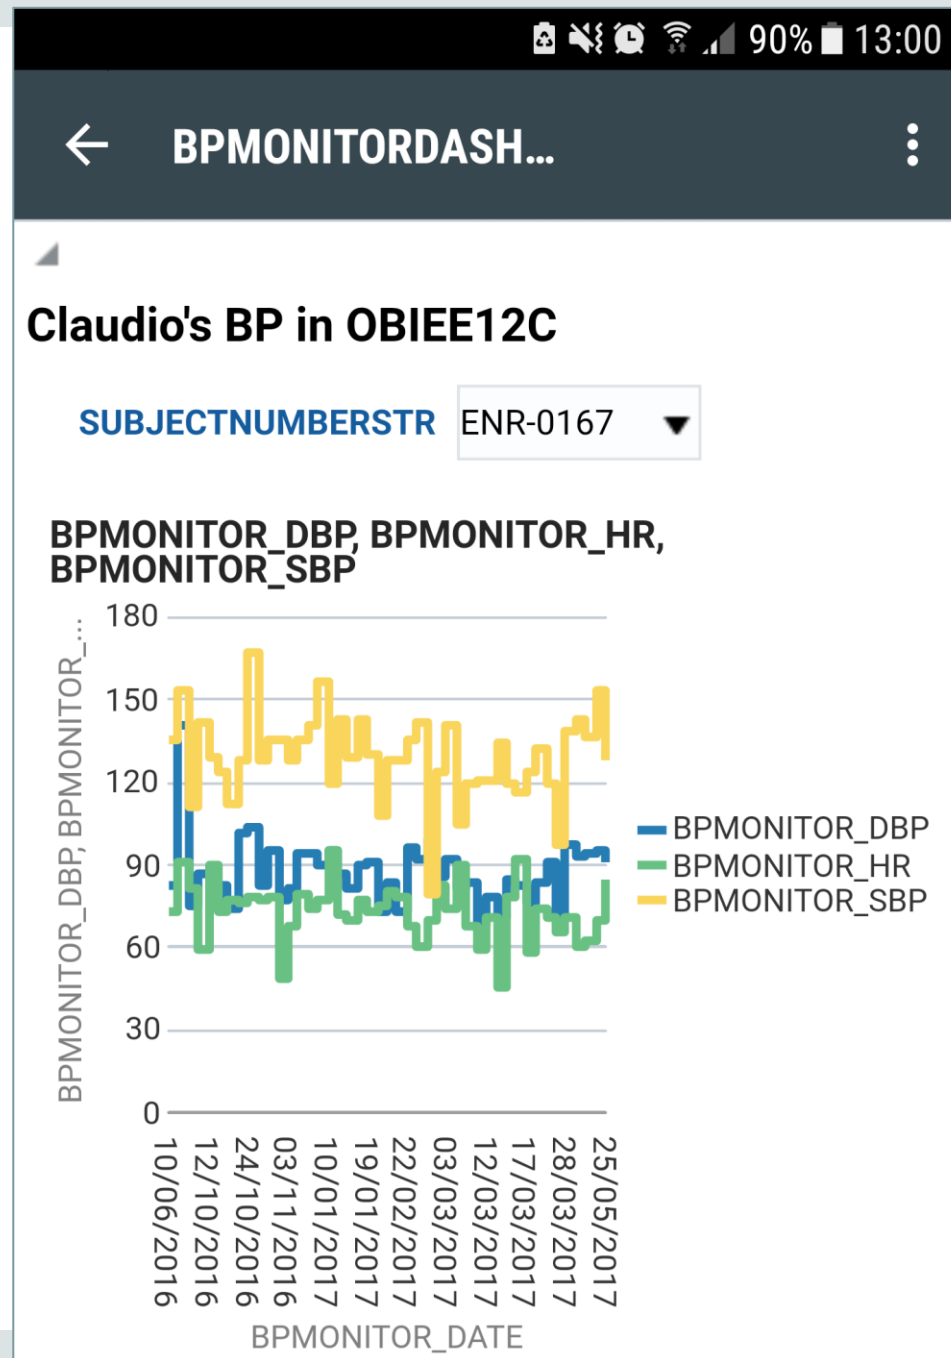 90% 13:00
BPMONITORDASH...
Claudio's BP in OBIEE12C
SUBJECTNUMBERSTR ENR-0167
BPMONITOR_DBP, BPMONITOR_HR,
BPMONITOR_SBP
BPMONITOR_DBP, BPMONITOR_...
180
150
120
90
60
30
0
BPMONITOR_DBP
BPMONITOR_HR
BPMONITOR_SBP
10/06/2016
12/10/2016
24/10/2016
03/11/2016
10/01/2017
19/01/2017
22/02/2017
03/03/2017
12/03/2017
17/03/2017
28/03/2017
25/05/2017
BPMONITOR_DATE